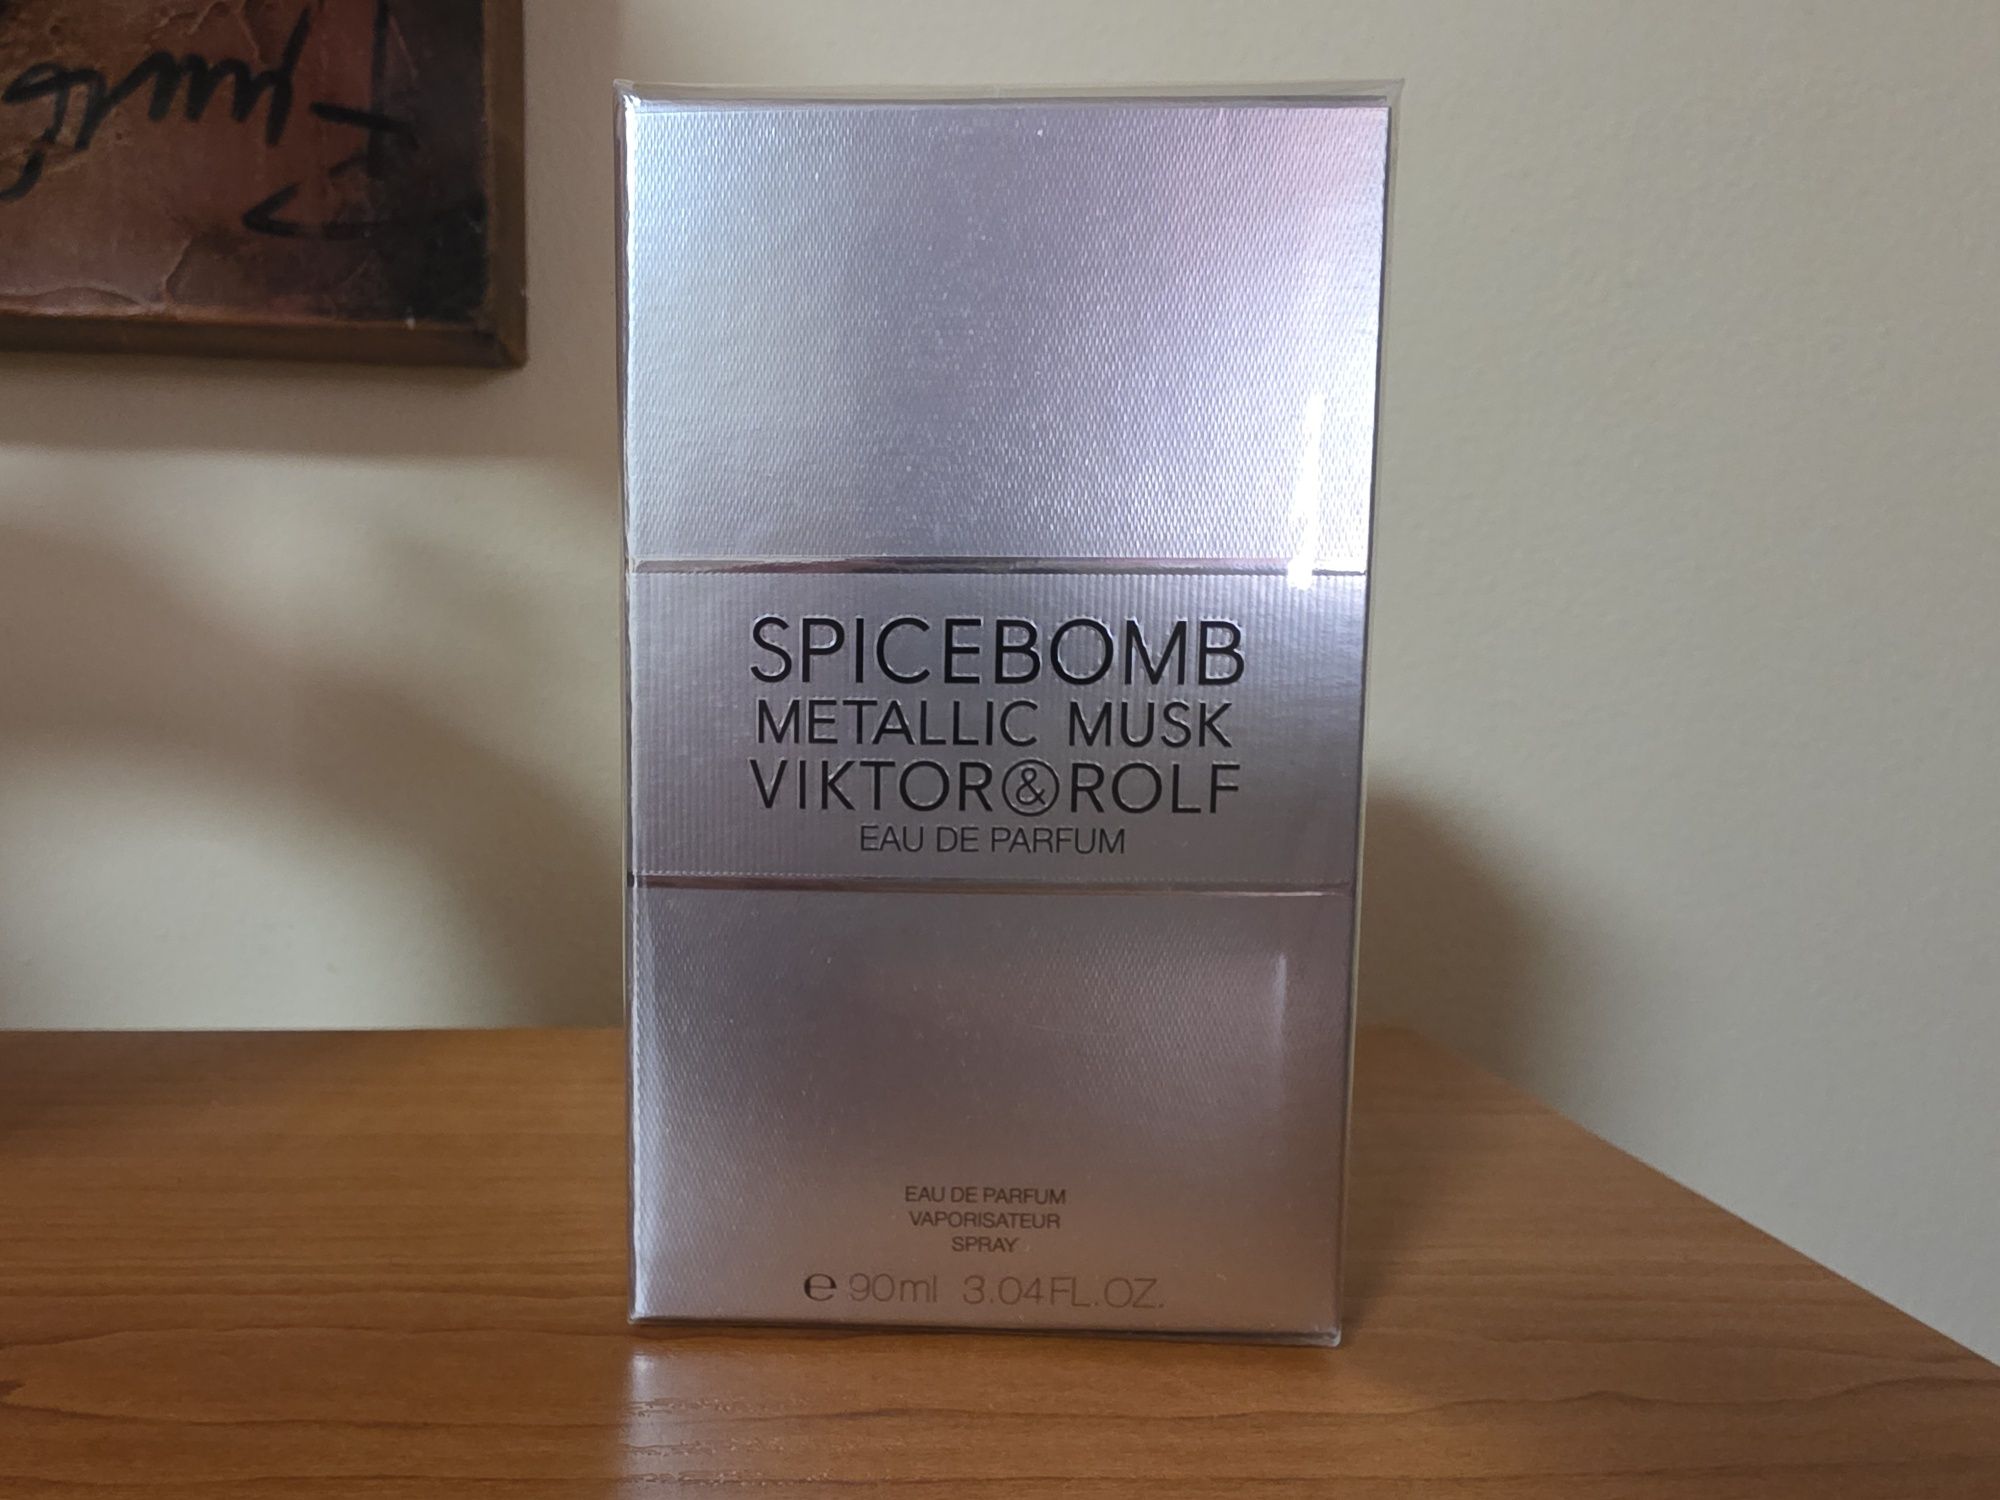 SPICEBOMB
METALLIC MUSK
VIKTOR&ROLF
EAU DE PARFUM
EAU DE PARFUM
VAPORISATEUR
SPRAY
e 90ml 3.04FL.OZ.